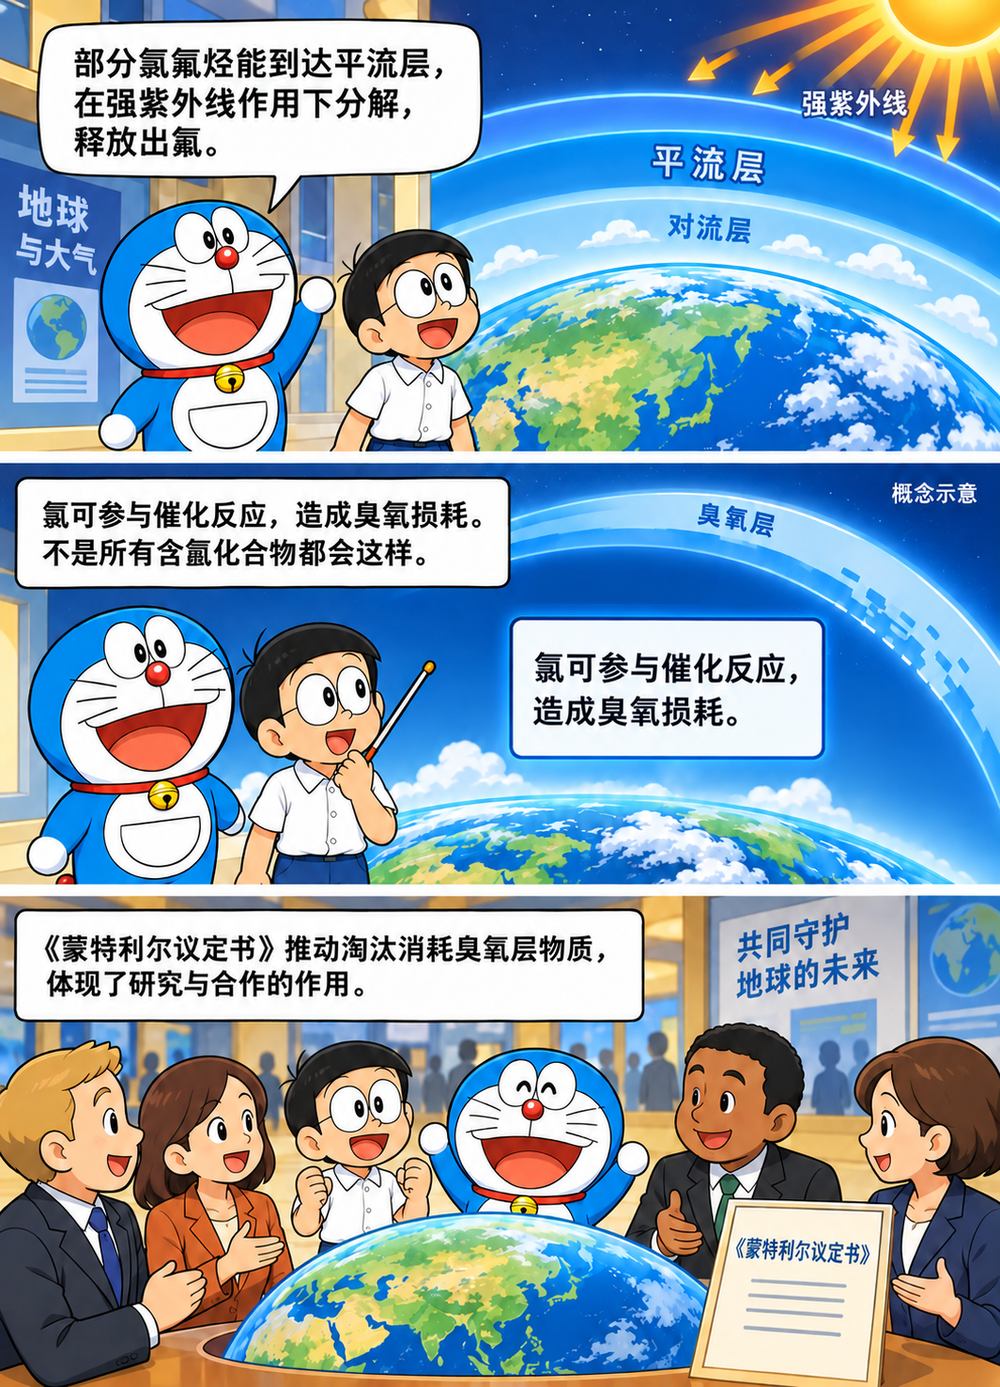 部分氯氟烃能到达平流层，
在强紫外线作用下分解，
释放出氟。
强紫外线
平流层
对流层
地球
与大气
氯可参与催化反应，造成臭氧损耗。
不是所有含氯化合物都会这样。
概念示意
臭氧层
氯可参与催化反应，
造成臭氧损耗。
《蒙特利尔议定书》推动淘汰消耗臭氧层物质，
体现了研究与合作的作用。
共同守护
地球的未来
《蒙特利尔议定书》